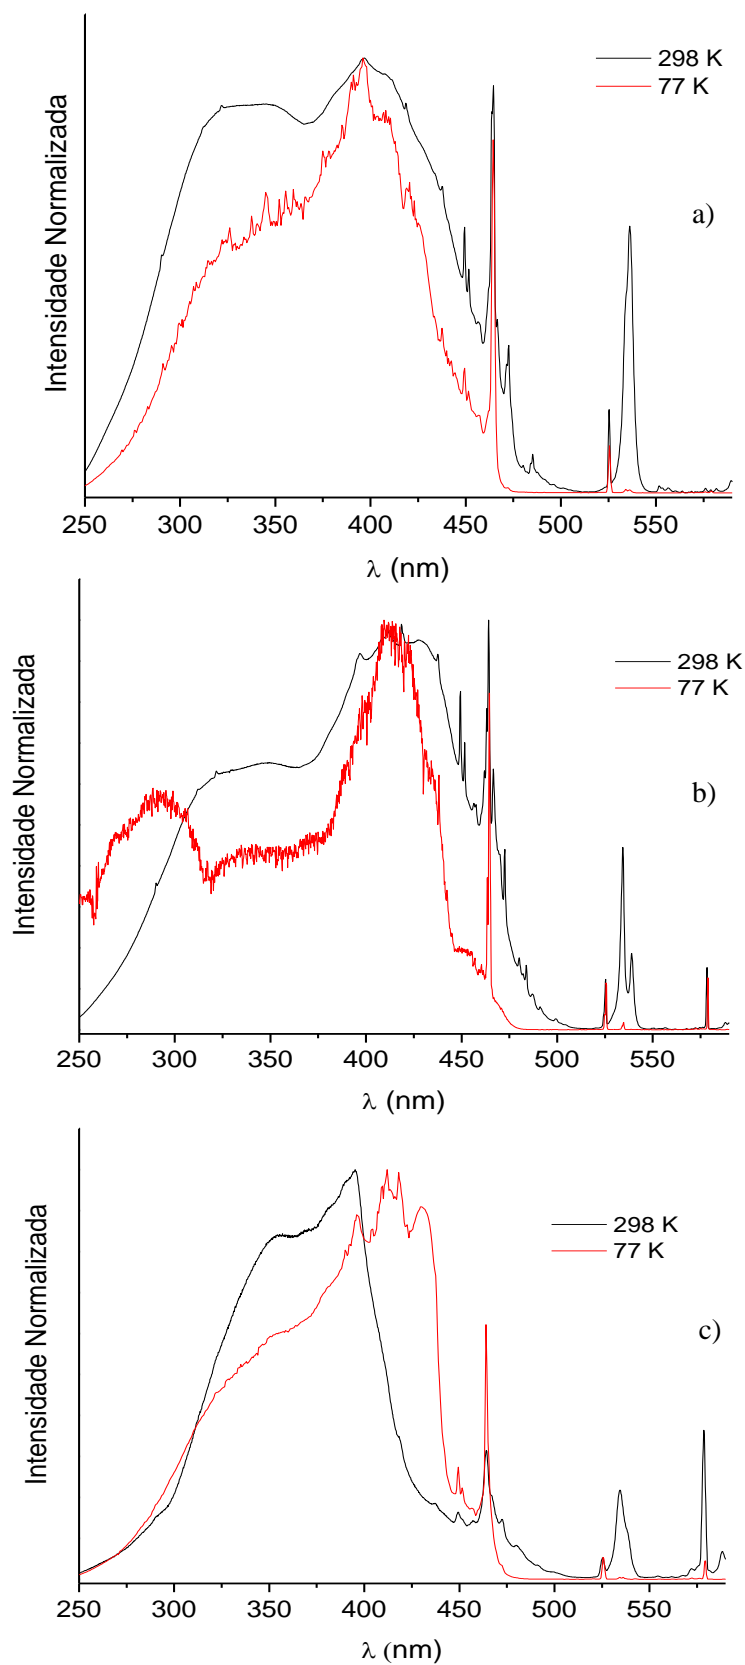 298 K
77 K
a)
Intensidade Normalizada
250 300 350 400 450 500 550
λ (nm)
298 K
77 K
b)
Intensidade Normalizada
250 300 350 400 450 500 550
λ (nm)
298 K
77 K
c)
Intensidade Normalizada
250 300 350 400 450 500 550
λ (nm)